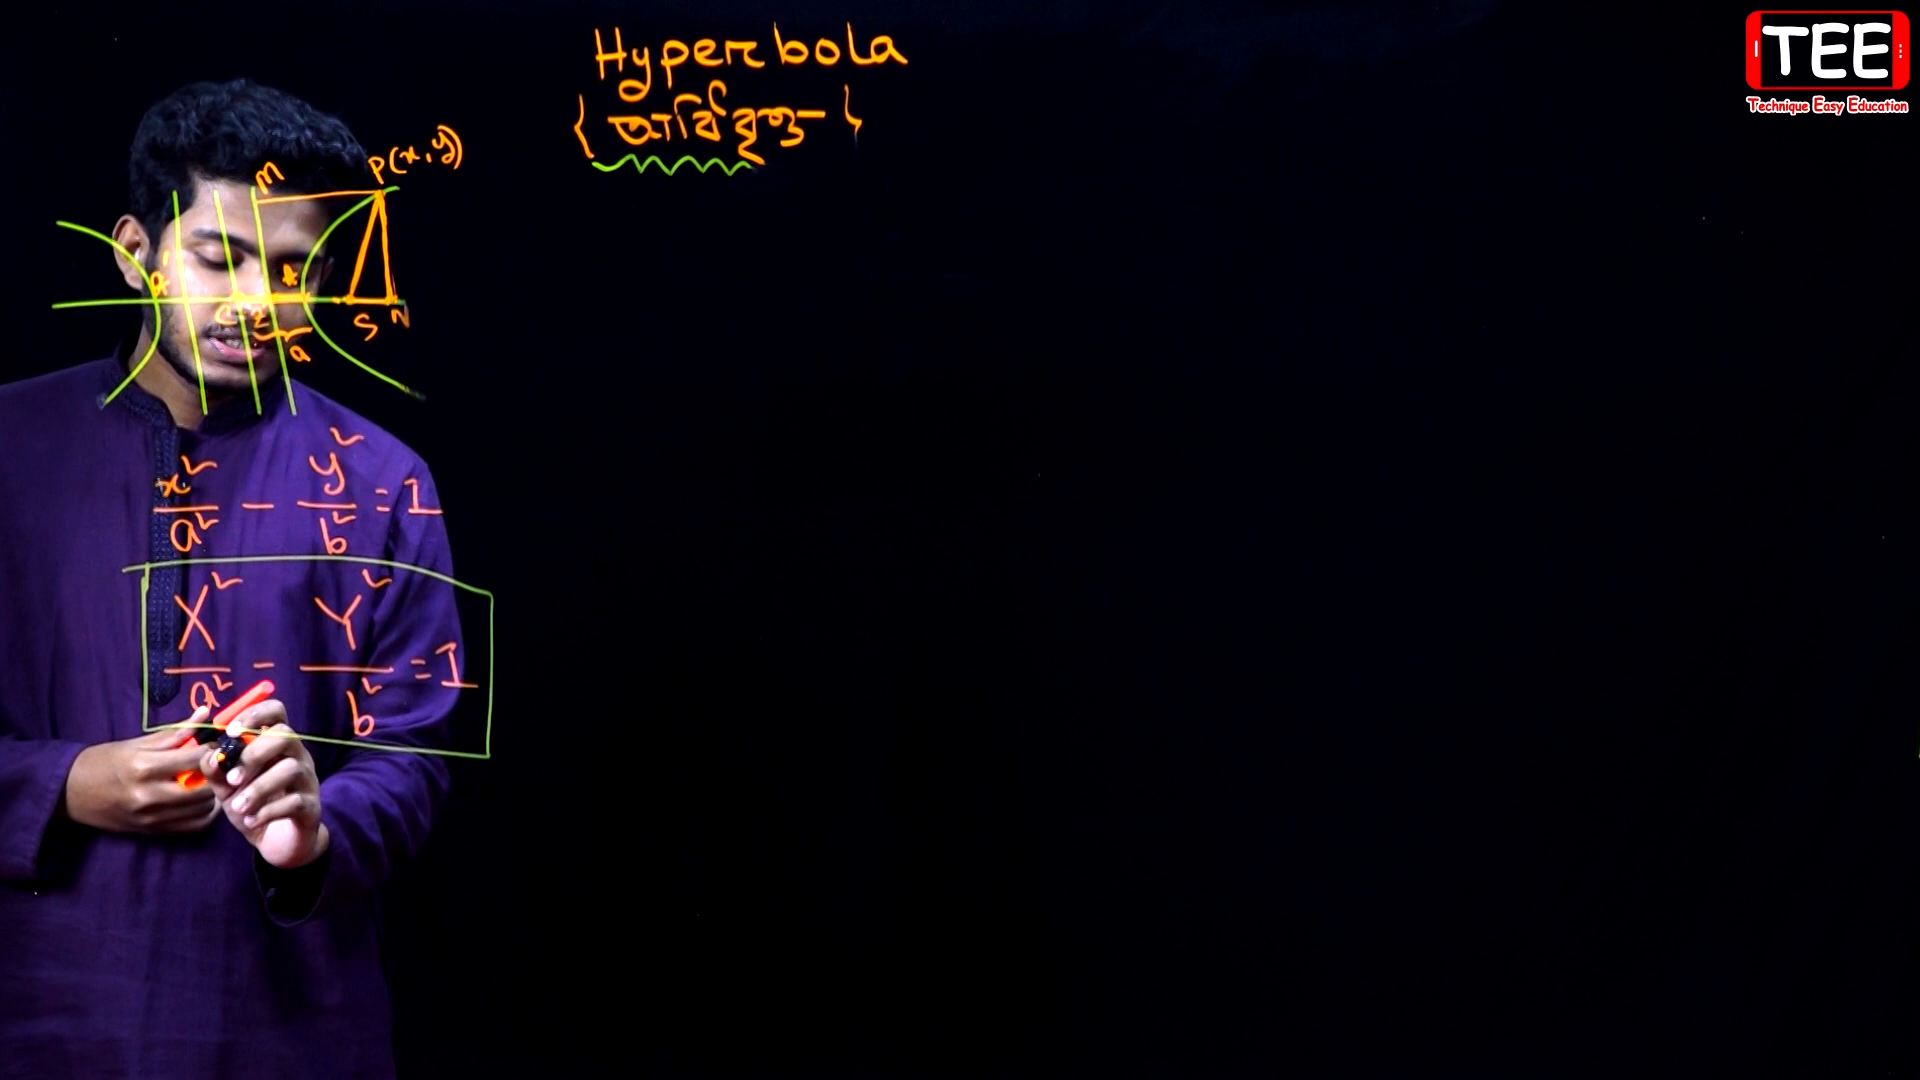 Hyperbola
{ অধিবৃত্ত }
TEE
Technique Easy Education
P(x, y)
M
A'
A
C
Z
S
N
a
x²/a² - y²/b² = 1
X²/a² - Y²/b² = 1